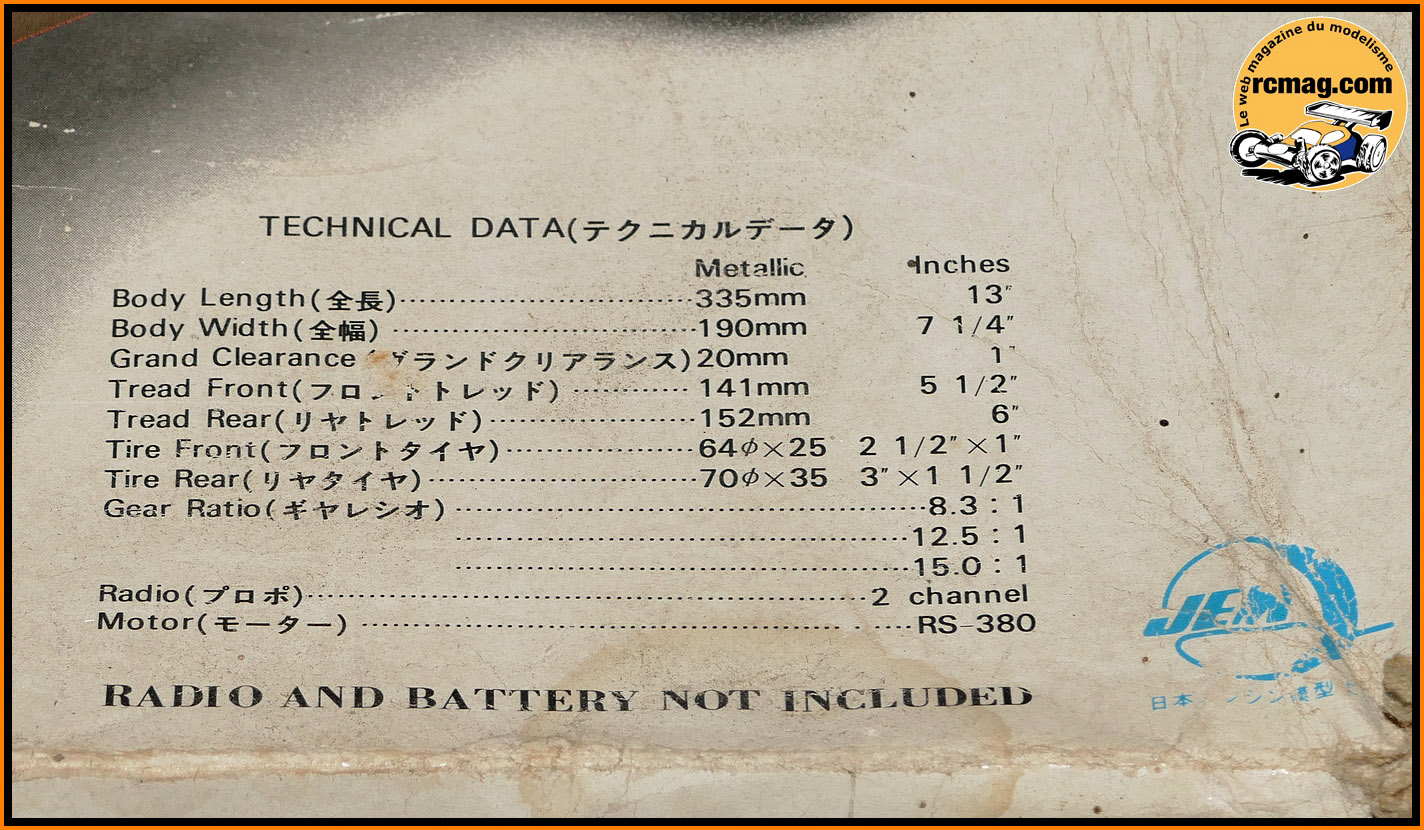 Le web magazine du modelisme
rcmag.com
TECHNICAL DATA(テクニカルデータ)
Metallic Inches
Body Length(全長)··························335mm 13″
Body Width(全幅)···························190mm 7 1/4″
Grand Clearance グランドクリアランス)20mm 1″
Tread Front(フロ トレッド)···········141mm 5 1/2″
Tread Rear(リヤトレッド)···················152mm 6″
Tire Front(フロントタイヤ)·················64φ×25 2 1/2″×1″
Tire Rear(リヤタイヤ)························70φ×35 3″×1 1/2″
Gear Ratio(ギヤレシオ)··········································8.3:1
········································12.5:1
········································15.0:1
Radio(プロポ)··················································2 channel
Motor(モーター)················································RS-380
RADIO AND BATTERY NOT INCLUDED
JEM
日本 シン模型